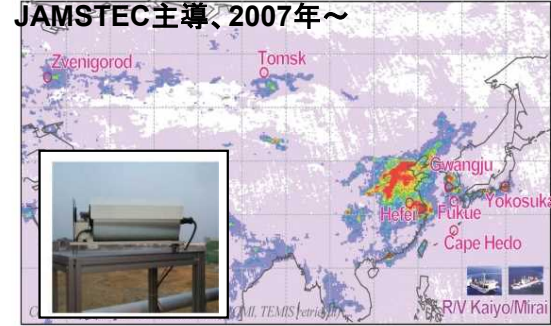 JAMSTEC主導、2007年～
Zvenigorod
Tomsk
Gwangju
Yokosuka
Hefei
Fukue
Cape Hedo
TEMIS
R/V Kaiyo/Mirai